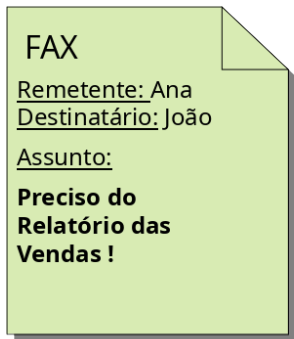 FAX
Remetente: Ana
Destinatário: João
Assunto:
Preciso do
Relatório das
Vendas !